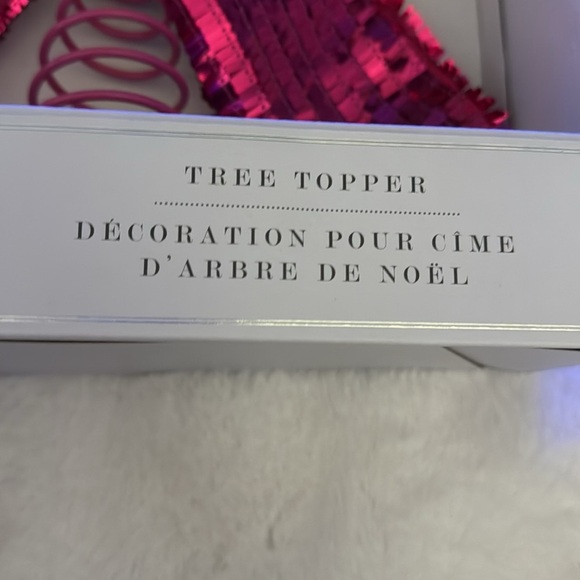 TREE TOPPER
DÉCORATION POUR CÎME
D'ARBRE DE NOËL